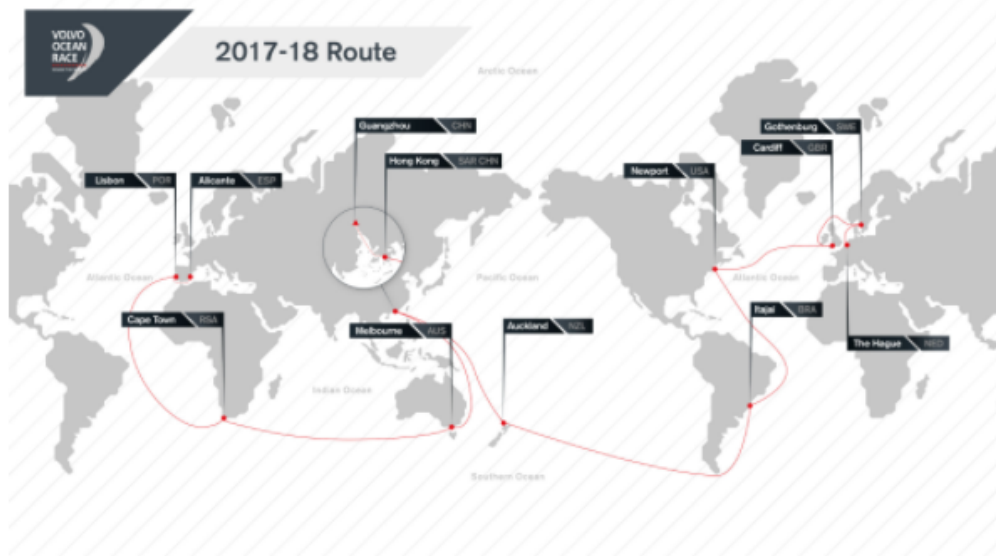 VOLVO
OCEAN
RACE
2017-18 Route
Arctic Ocean
Guangzhou CHN
Gothenburg SWE
Cardiff GBR
Hong Kong SAR CHN
Newport USA
Lisbon POR
Alicante ESP
Atlantic Ocean
Pacific Ocean
Atlantic Ocean
Itajaí BRA
Cape Town RSA
Melbourne AUS
Auckland NZL
The Hague NED
Indian Ocean
Southern Ocean